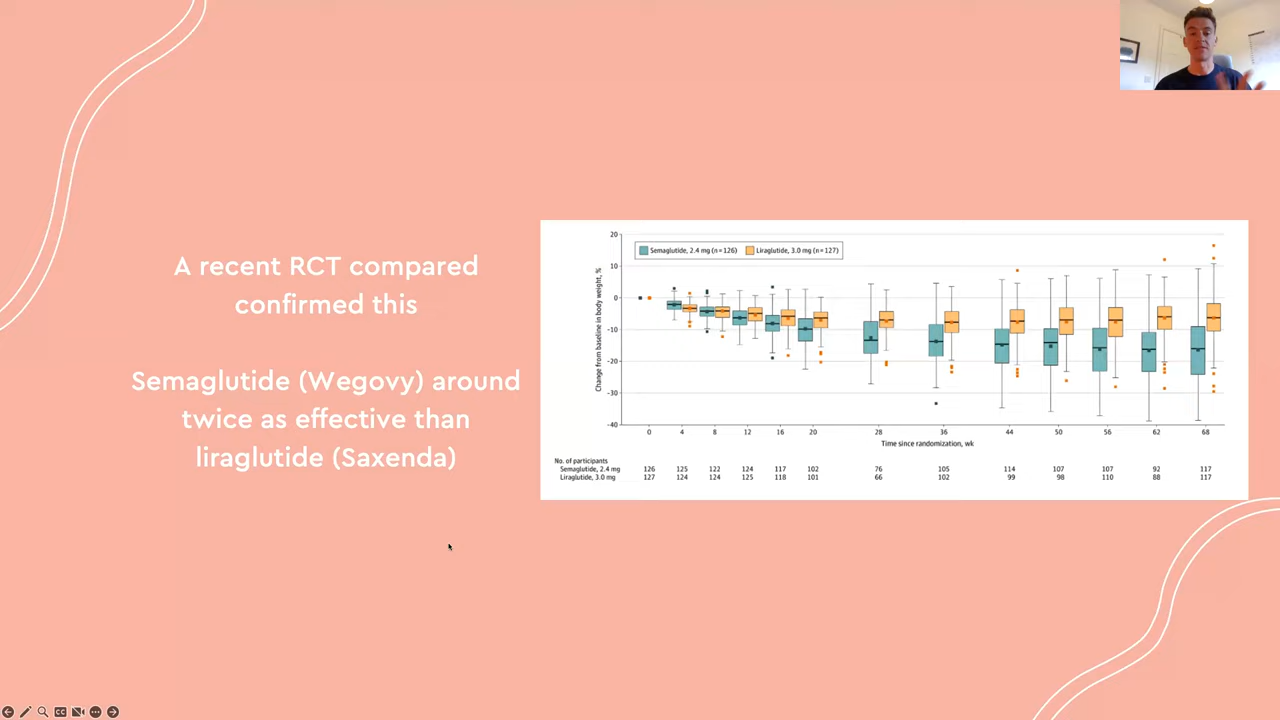 A recent RCT compared
confirmed this
Semaglutide (Wegovy) around
twice as effective than
liraglutide (Saxenda)
Semaglutide, 2.4 mg (n=126) Liraglutide, 3.0 mg (n=127)
Change from baseline in body weight, %
20
10
0
−10
−20
−30
−40
0 4 8 12 16 20 28 36 44 50 56 62 68
Time since randomization, wk
No. of participants
Semaglutide, 2.4 mg 126 125 122 124 117 102 76 105 114 107 107 92 117
Liraglutide, 3.0 mg 127 124 124 125 118 101 66 102 99 98 110 88 117
CC